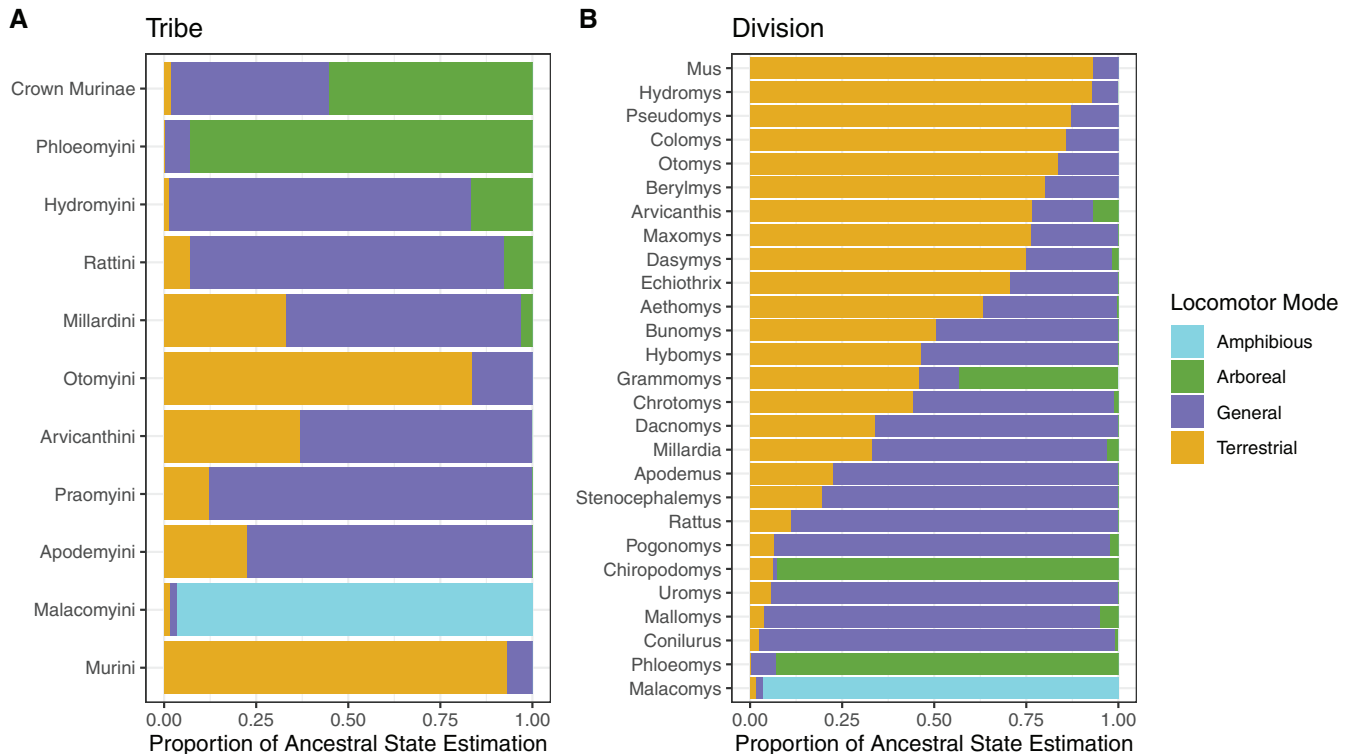 A
Tribe
Crown Murinae
Phloeomyini
Hydromyini
Rattini
Millardini
Otomyini
Arvicanthini
Praomyini
Apodemyini
Malacomyini
Murini
0.00 0.25 0.50 0.75 1.00
Proportion of Ancestral State Estimation
B
Division
Mus
Hydromys
Pseudomys
Colomys
Otomys
Berylmys
Arvicanthis
Maxomys
Dasymys
Echiothrix
Aethomys
Bunomys
Hybomys
Grammomys
Chrotomys
Dacnomys
Millardia
Apodemus
Stenocephalemys
Rattus
Pogonomys
Chiropodomys
Uromys
Mallomys
Conilurus
Phloeomys
Malacomys
0.00 0.25 0.50 0.75 1.00
Proportion of Ancestral State Estimation
Locomotor Mode
Amphibious
Arboreal
General
Terrestrial